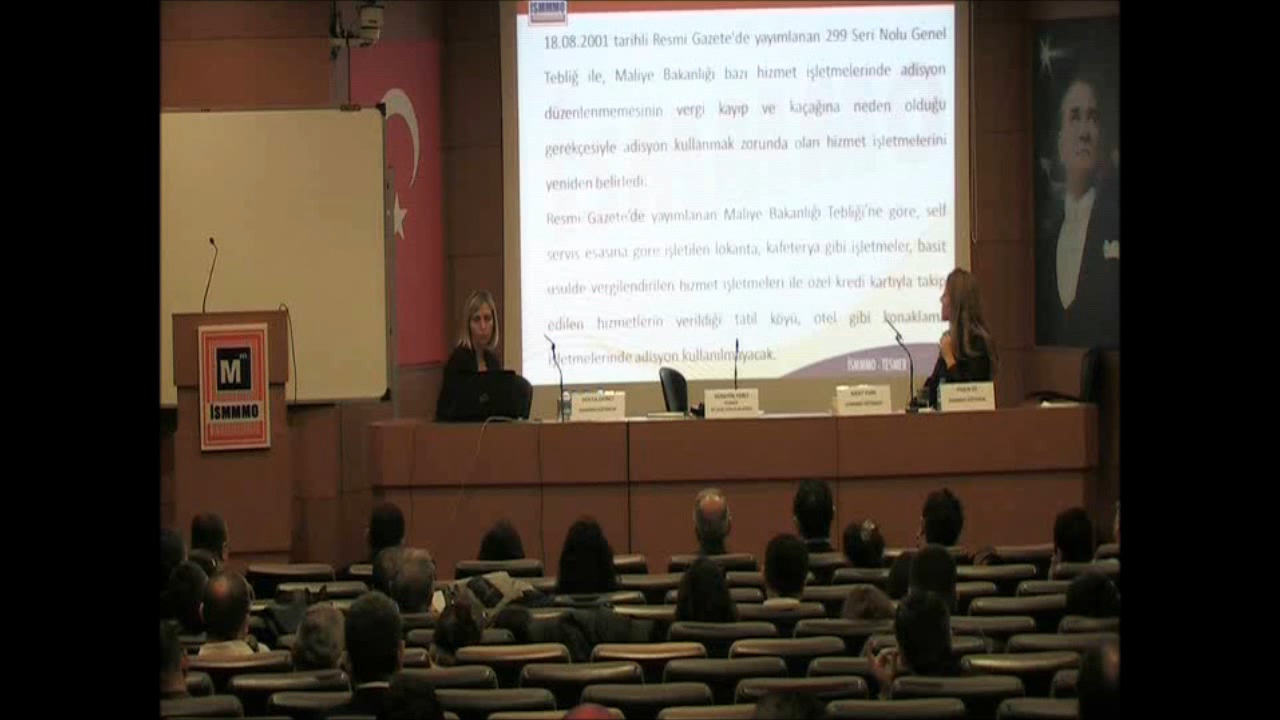 İSMMMO
18.08.2001 tarihli Resmi Gazete'de yayımlanan 299 Seri Nolu Genel
Tebliğ ile, Maliye Bakanlığı bazı hizmet işletmelerinde adisyon
düzenlenmemesinin vergi kayıp ve kaçağına neden olduğu
gerekçesiyle adisyon kullanmak zorunda olan hizmet işletmelerini
yeniden belirledi.
Resmi Gazete'de yayımlanan Maliye Bakanlığı Tebliği'ne göre, self
servis esasına göre işletilen lokanta, kafeterya gibi işletmeler, basit
usulde vergilendirilen hizmet işletmeleri ile özel kredi kartıyla takip
edilen hizmetlerin verildiği tatil köyü, otel gibi konaklama
işletmelerinde adisyon kullanılmayacak.
İSMMMO - TESMER
M
İSMMMO